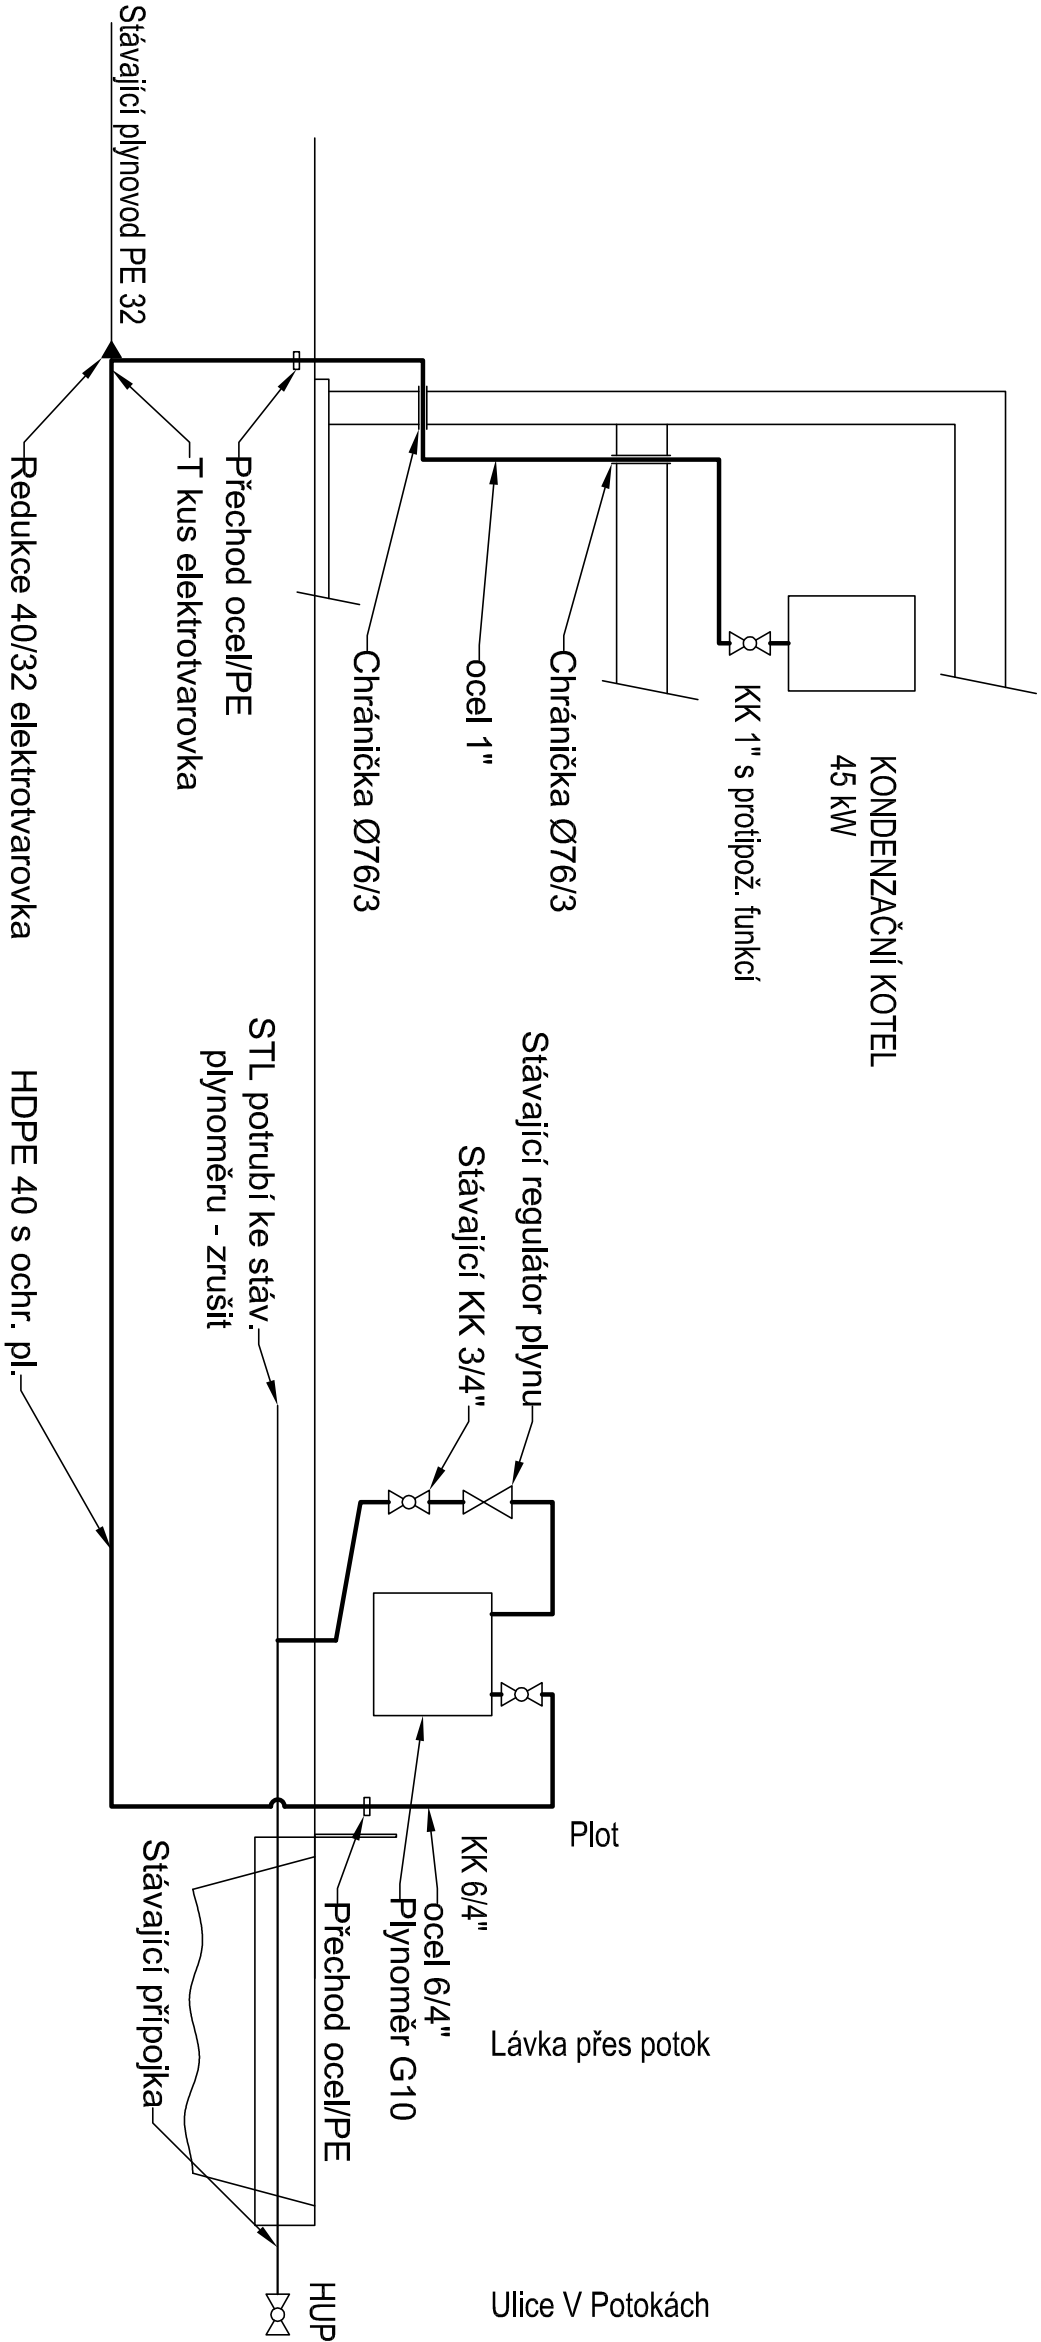 Stávající plynovod PE 32
Redukce 40/32 elektrotvarovka
T kus elektrotvarovka
Přechod ocel/PE
Chránička Ø76/3
ocel 1"
Chránička Ø76/3
KK 1" s protipož. funkcí
KONDENZAČNÍ KOTEL
45 kW
HDPE 40 s ochr. pl.
STL potrubí ke stáv.
plynoměru - zrušit
Stávající KK 3/4"
Stávající regulátor plynu
Plot
KK 6/4"
ocel 6/4"
Plynoměr G10
Přechod ocel/PE
Stávající přípojka
Lávka přes potok
HUP
Ulice V Potokách